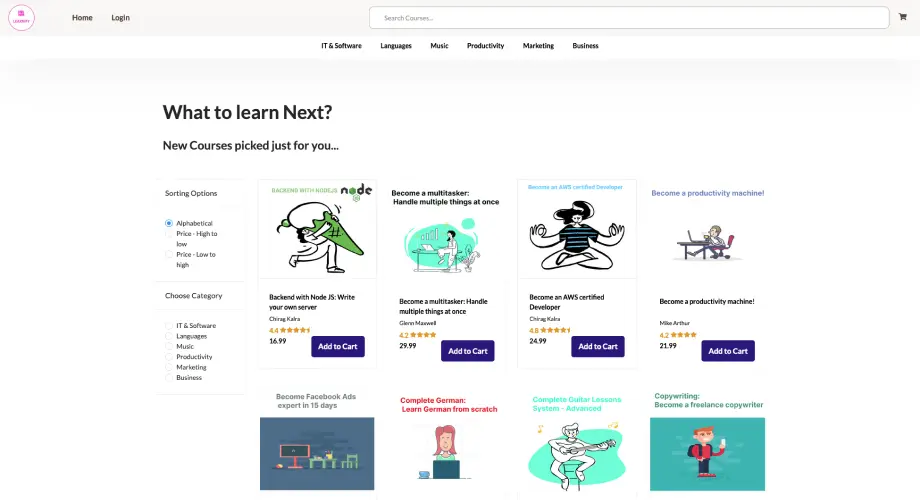 LEARNIFY
Home
Login
Search Courses...
IT & Software
Languages
Music
Productivity
Marketing
Business
What to learn Next?
New Courses picked just for you...
Sorting Options
Alphabetical
Price - High to
low
Price - Low to
high
Choose Category
IT & Software
Languages
Music
Productivity
Marketing
Business
BACKEND WITH NODEJS
node
Backend with Node JS: Write
your own server
Chirag Kalra
4.4
16.99
Add to Cart
Become a multitasker:
Handle multiple things at once
Become a multitasker: Handle
multiple things at once
Glenn Maxwell
4.2
29.99
Add to Cart
Become an AWS certified Developer
Become an AWS certified
Developer
Chirag Kalra
4.8
24.99
Add to Cart
Become a productivity machine!
Become a productivity machine!
Mike Arthur
4.2
21.99
Add to Cart
Become Facebook Ads
expert in 15 days
Complete German:
Learn German from scratch
Complete Guitar Lessons
System - Advanced
Copywriting:
Become a freelance copywriter